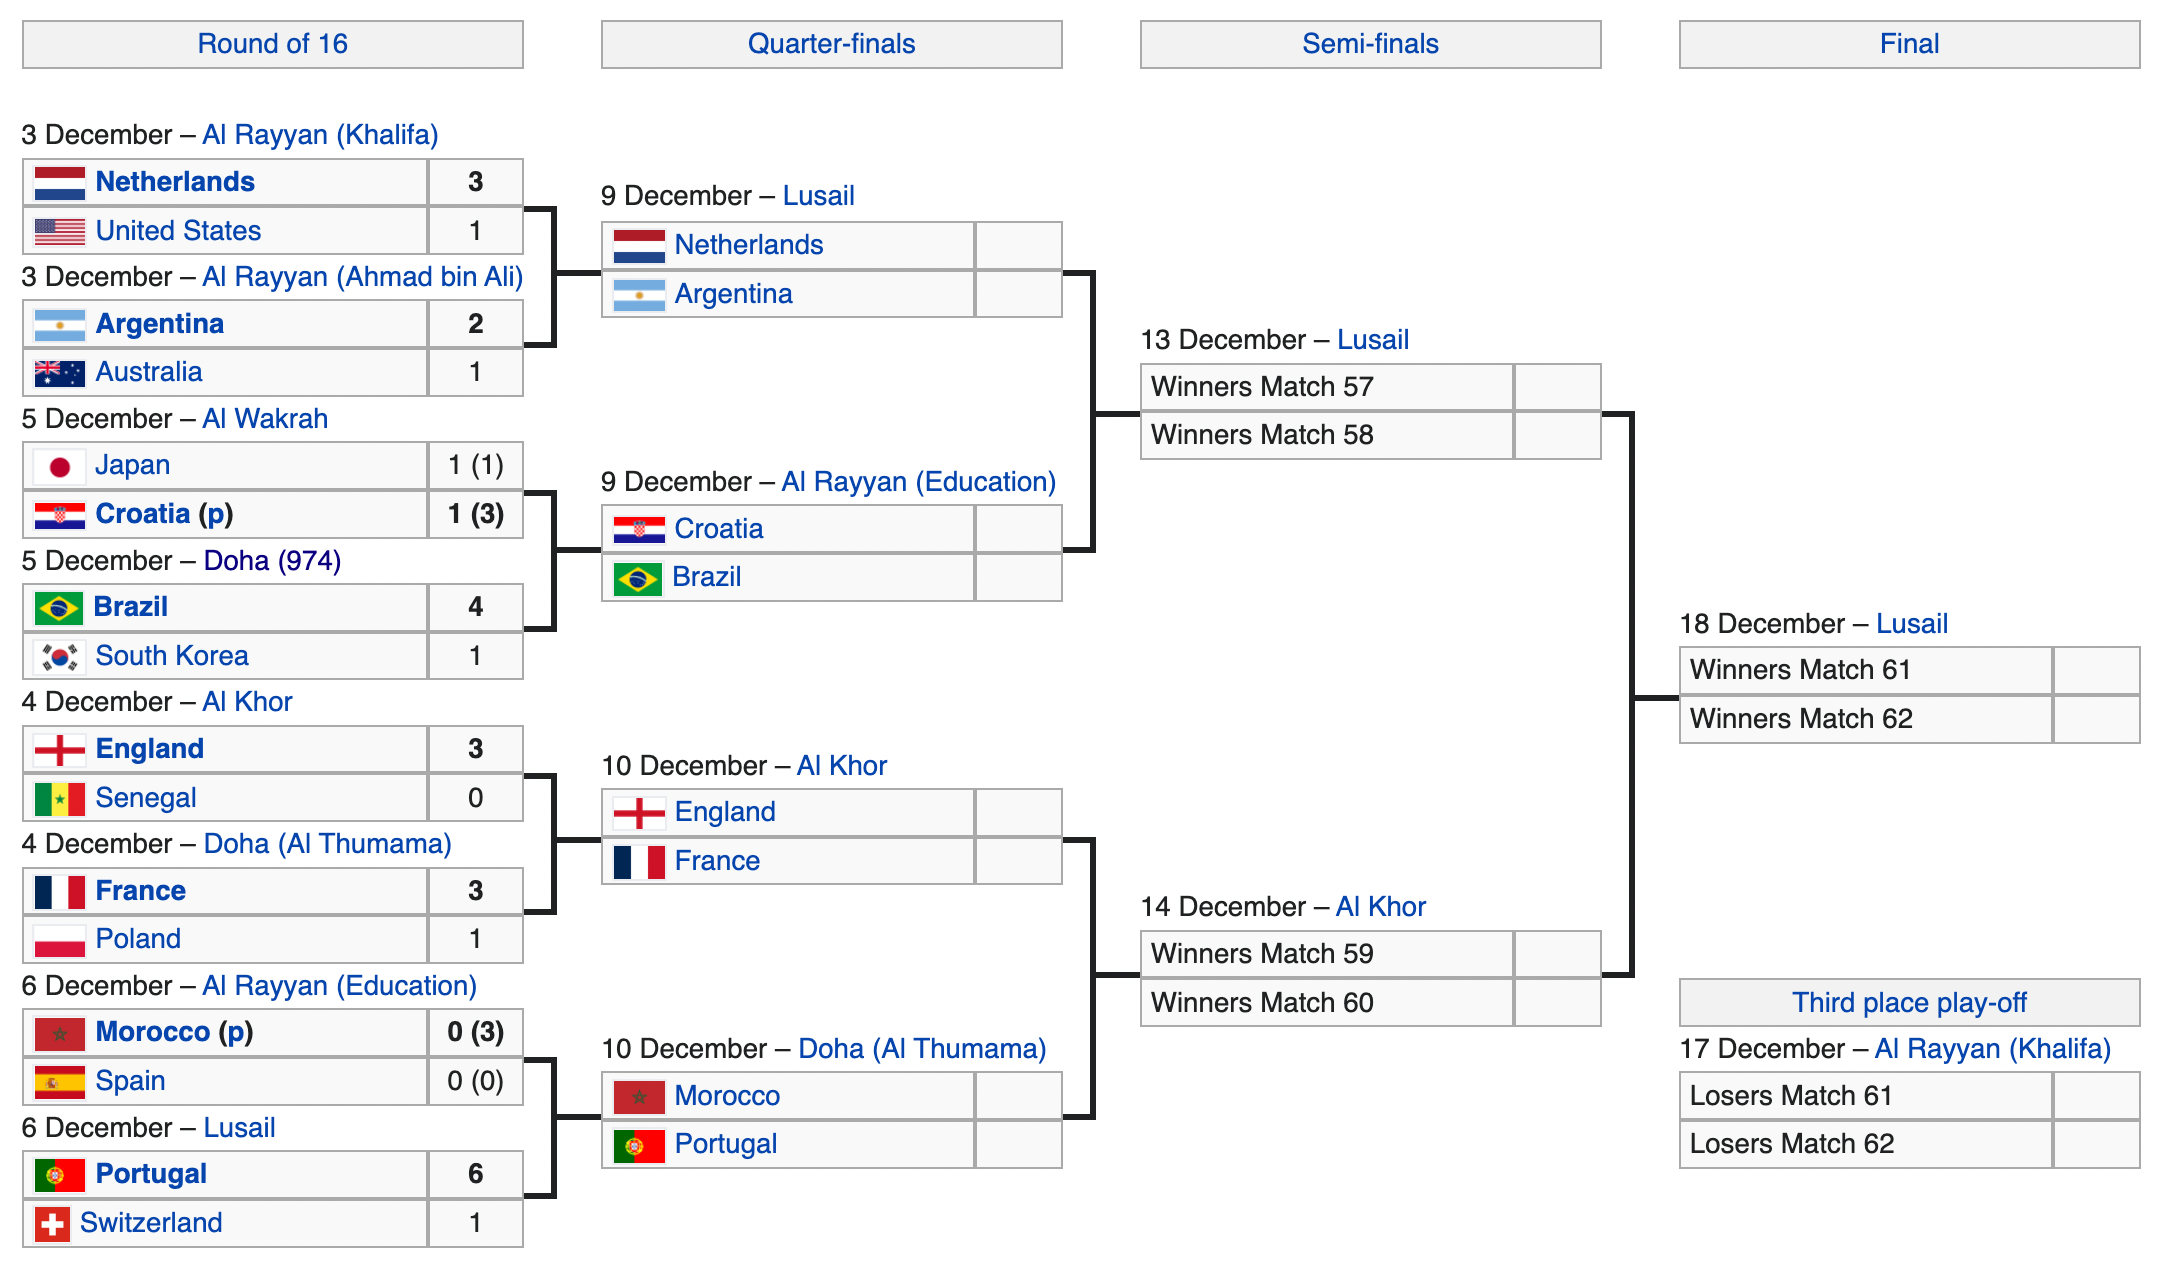 Round of 16
Quarter-finals
Semi-finals
Final
3 December – Al Rayyan (Khalifa)
Netherlands 3
United States 1
3 December – Al Rayyan (Ahmad bin Ali)
Argentina 2
Australia 1
5 December – Al Wakrah
Japan 1 (1)
Croatia (p) 1 (3)
5 December – Doha (974)
Brazil 4
South Korea 1
4 December – Al Khor
England 3
Senegal 0
4 December – Doha (Al Thumama)
France 3
Poland 1
6 December – Al Rayyan (Education)
Morocco (p) 0 (3)
Spain 0 (0)
6 December – Lusail
Portugal 6
Switzerland 1
9 December – Lusail
Netherlands
Argentina
9 December – Al Rayyan (Education)
Croatia
Brazil
10 December – Al Khor
England
France
10 December – Doha (Al Thumama)
Morocco
Portugal
13 December – Lusail
Winners Match 57
Winners Match 58
14 December – Al Khor
Winners Match 59
Winners Match 60
18 December – Lusail
Winners Match 61
Winners Match 62
Third place play-off
17 December – Al Rayyan (Khalifa)
Losers Match 61
Losers Match 62